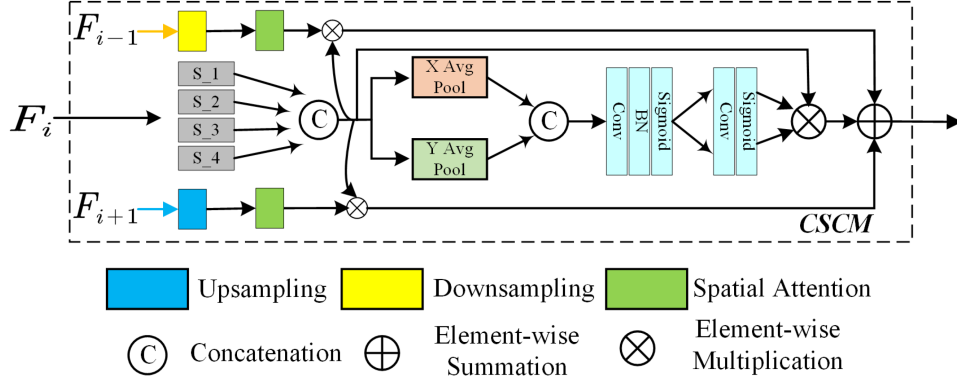 F_{i-1}
S_1
S_2
S_3
S_4
F_i
C
X Avg
Pool
Y Avg
Pool
C
Conv
BN
Sigmoid
Conv
Sigmoid
F_{i+1}
CSCM
Upsampling
Downsampling
Spatial Attention
C
Concatenation
Element-wise
Summation
Element-wise
Multiplication